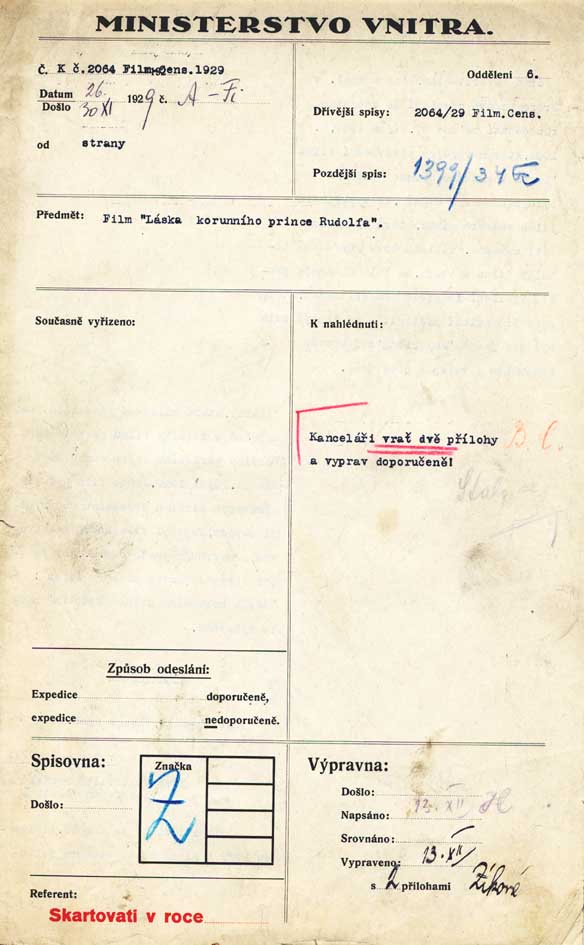 MINISTERSTVO VNITRA.
Č. K č.2064 Film.Cens.1929
Datum 26.
Došlo 30 XI 1929 č. A-Fi
od strany
Oddělení 6.
Dřívější spisy: 2064/29 Film.Cens.
Pozdější spis: 1399/34
Předmět: Film "Láska korunního prince Rudolfa".
Současně vyřizeno:
K nahlédnutí:
Kanceláři vrať dvě přílohy B. C.
a vyprav doporučeně!
Způsob odeslání:
Expedice doporučeně,
expedice nedoporučeně.
Spisovna:
Značka
Z
Došlo:
Výpravna:
Došlo:
Napsáno: 13. XII
Srovnáno:
Vypraveno: 13. XII
s 2 přílohami
Referent:
Skartovati v roce